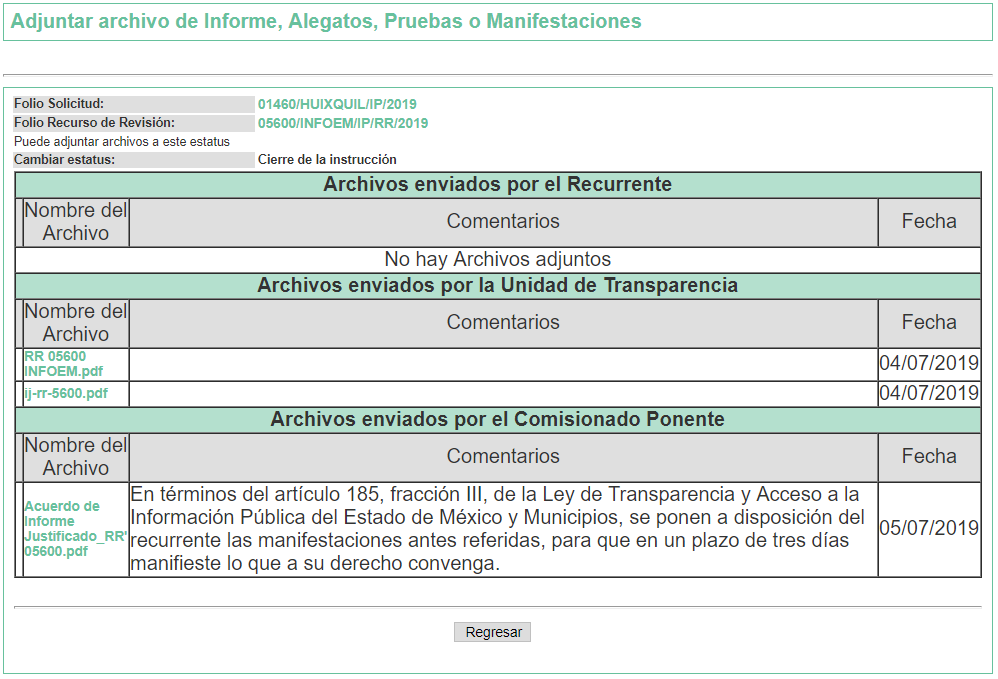 Adjuntar archivo de Informe, Alegatos, Pruebas o Manifestaciones
Folio Solicitud: 01460/HUIXQUIL/IP/2019
Folio Recurso de Revisión: 05600/INFOEM/IP/RR/2019
Puede adjuntar archivos a este estatus
Cambiar estatus: Cierre de la instrucción
Archivos enviados por el Recurrente
Nombre del
Archivo
Comentarios
Fecha
No hay Archivos adjuntos
Archivos enviados por la Unidad de Transparencia
Nombre del
Archivo
Comentarios
Fecha
RR 05600
INFOEM.pdf
04/07/2019
ij-rr-5600.pdf
04/07/2019
Archivos enviados por el Comisionado Ponente
Nombre del
Archivo
Comentarios
Fecha
Acuerdo de
Informe
Justificado_RR'
05600.pdf
En términos del artículo 185, fracción III, de la Ley de Transparencia y Acceso a la
Información Pública del Estado de México y Municipios, se ponen a disposición del
recurrente las manifestaciones antes referidas, para que en un plazo de tres días
manifieste lo que a su derecho convenga.
05/07/2019
Regresar